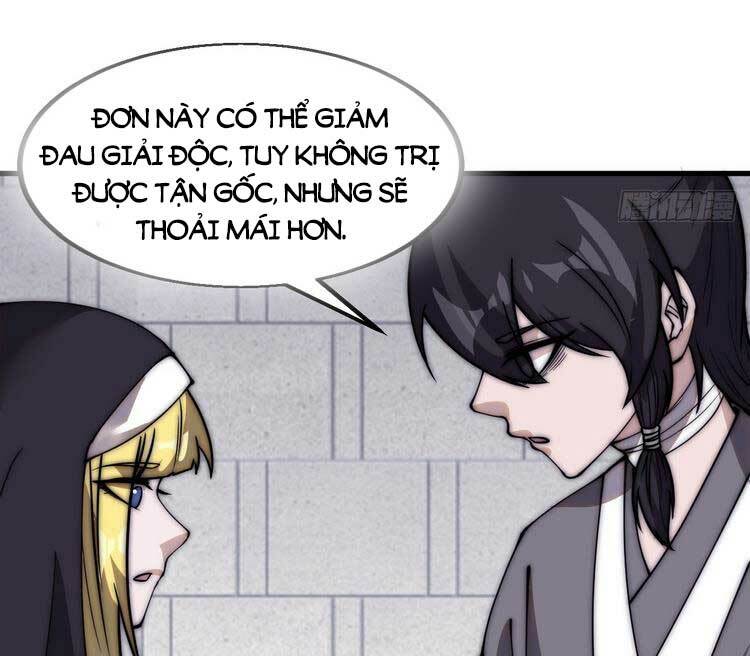 ĐƠN NÀY CÓ THỂ GIẢM
ĐAU GIẢI ĐỘC, TUY KHÔNG TRỊ
ĐƯỢC TẬN GỐC, NHƯNG SẼ
THOẢI MÁI HƠN.